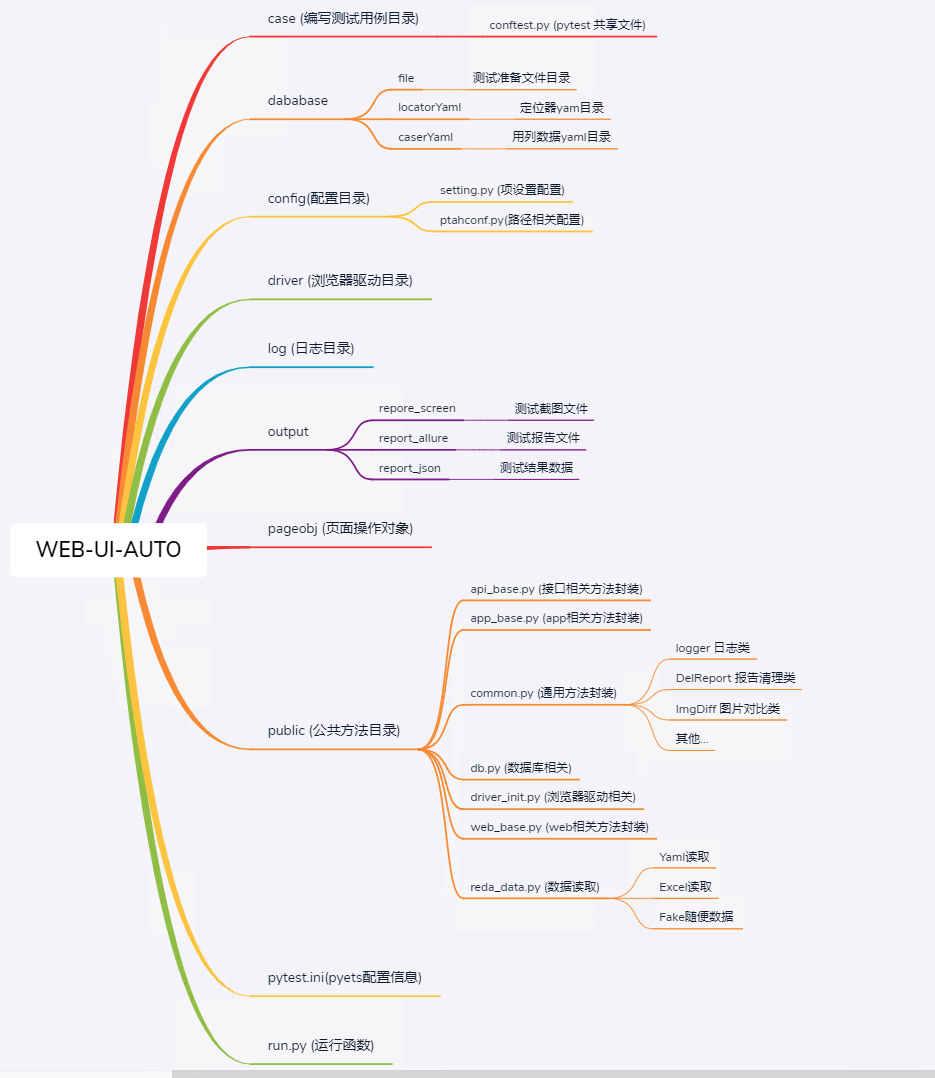 case (编写测试用例目录)
conftest.py (pytest 共享文件)
dababase
file
测试准备文件目录
locatorYaml
定位器yam目录
caserYaml
用列数据yaml目录
config(配置目录)
setting.py (项设置配置)
ptahconf.py(路径相关配置)
driver (浏览器驱动目录)
log (日志目录)
output
repore_screen
测试截图文件
report_allure
测试报告文件
report_json
测试结果数据
pageobj (页面操作对象)
WEB-UI-AUTO
public (公共方法目录)
api_base.py (接口相关方法封装)
app_base.py (app相关方法封装)
common.py (通用方法封装)
logger 日志类
DelReport 报告清理类
ImgDiff 图片对比类
其他...
db.py (数据库相关)
driver_init.py (浏览器驱动相关)
web_base.py (web相关方法封装)
reda_data.py (数据读取)
Yaml读取
Excel读取
Fake随便数据
pytest.ini(pyets配置信息)
run.py (运行函数)